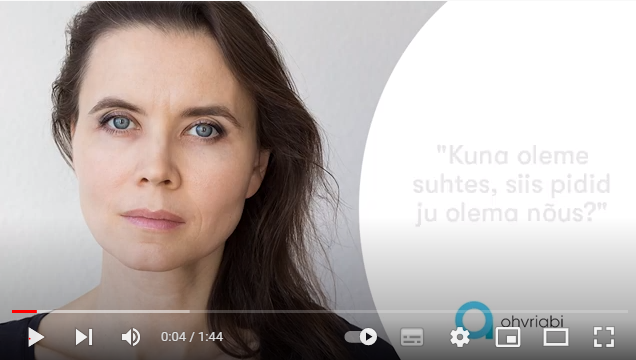 "Kuna oleme
suhtes, siis pidid
ju olema nõus?"
ohvriabi
0:04 / 1:44